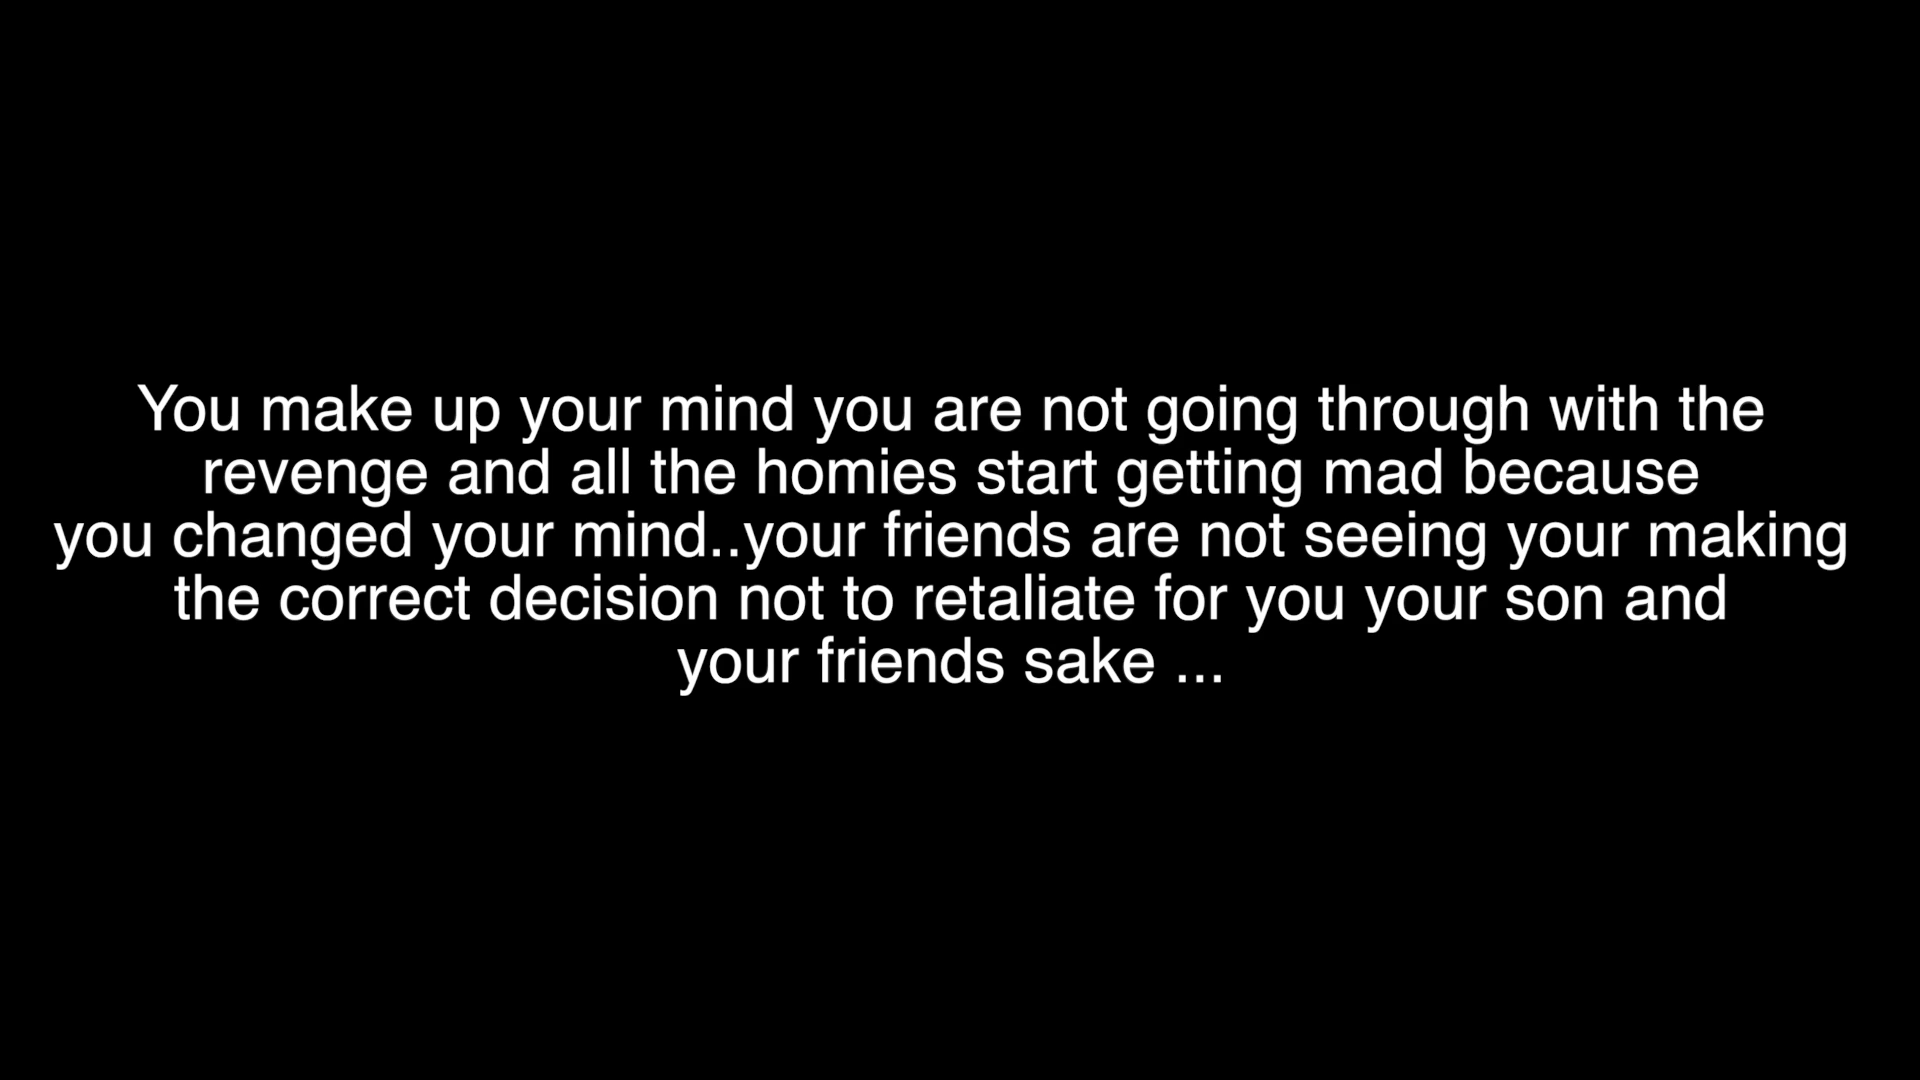 You make up your mind you are not going through with the
revenge and all the homies start getting mad because
you changed your mind..your friends are not seeing your making
the correct decision not to retaliate for you your son and
your friends sake ...